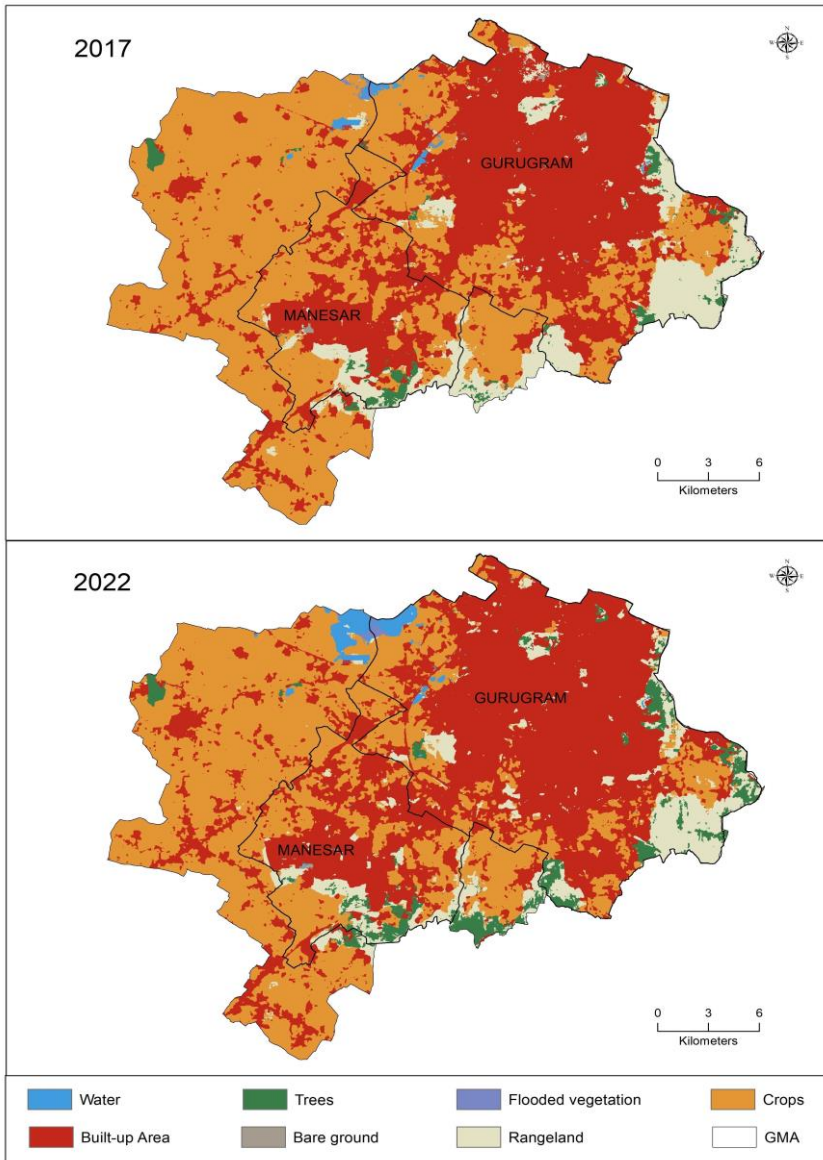 2017
N
W E
S
GURUGRAM
MANESAR
0 3 6
Kilometers
2022
N
W E
S
GURUGRAM
MANESAR
0 3 6
Kilometers
Water Trees Flooded vegetation Crops
Built-up Area Bare ground Rangeland GMA